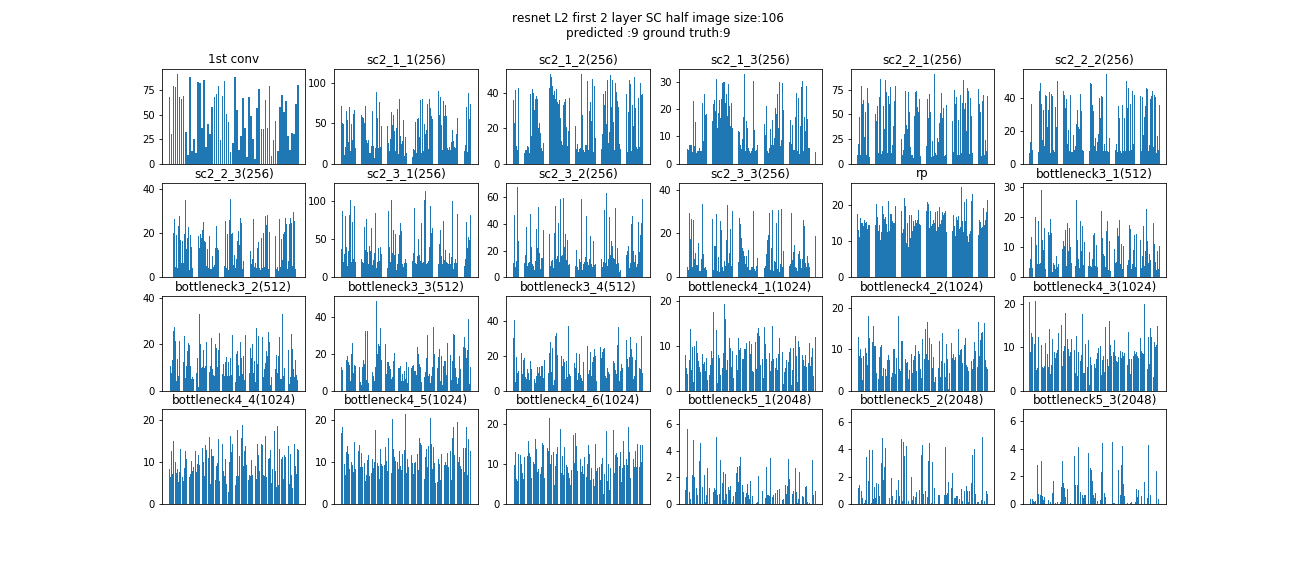 resnet L2 first 2 layer SC half image size:106
predicted :9 ground truth:9
1st conv sc2_1_1(256) sc2_1_2(256) sc2_1_3(256) sc2_2_1(256) sc2_2_2(256)
75 100 40 30 75 40
50 50 20 20 50 20
25 10 25
0 0 0 0 0 0
sc2_2_3(256) sc2_3_1(256) sc2_3_2(256) sc2_3_3(256) rp bottleneck3_1(512)
40 100 60 40 20 30
20 50 40 20 10 20
20 10
0 0 0 0 0 0
bottleneck3_2(512) bottleneck3_3(512) bottleneck3_4(512) bottleneck4_1(1024) bottleneck4_2(1024) bottleneck4_3(1024)
40 40 40 20 20 20
20 20 20 10 10 10
0 0 0 0 0 0
bottleneck4_4(1024) bottleneck4_5(1024) bottleneck4_6(1024) bottleneck5_1(2048) bottleneck5_2(2048) bottleneck5_3(2048)
20 20 20 6 6 6
10 10 10 4 4 4
2 2 2
0 0 0 0 0 0